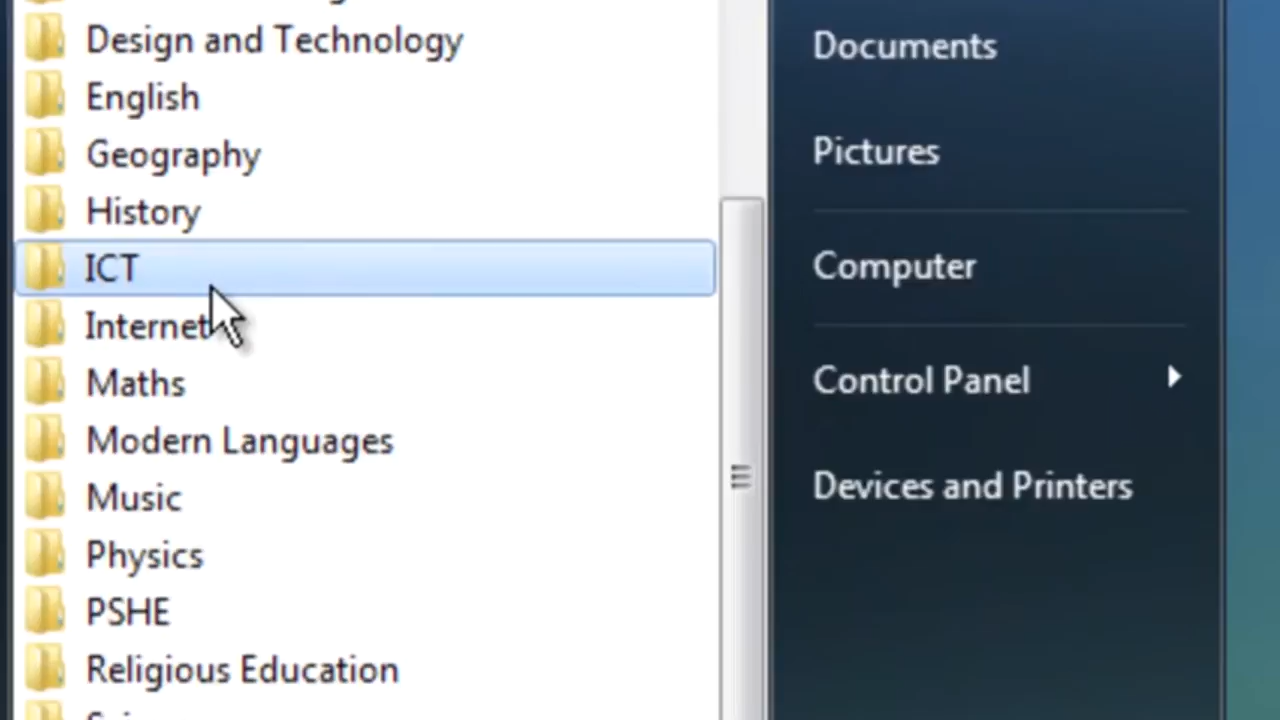 Design and Technology
English
Geography
History
ICT
Internet
Maths
Modern Languages
Music
Physics
PSHE
Religious Education
Documents
Pictures
Computer
Control Panel
Devices and Printers